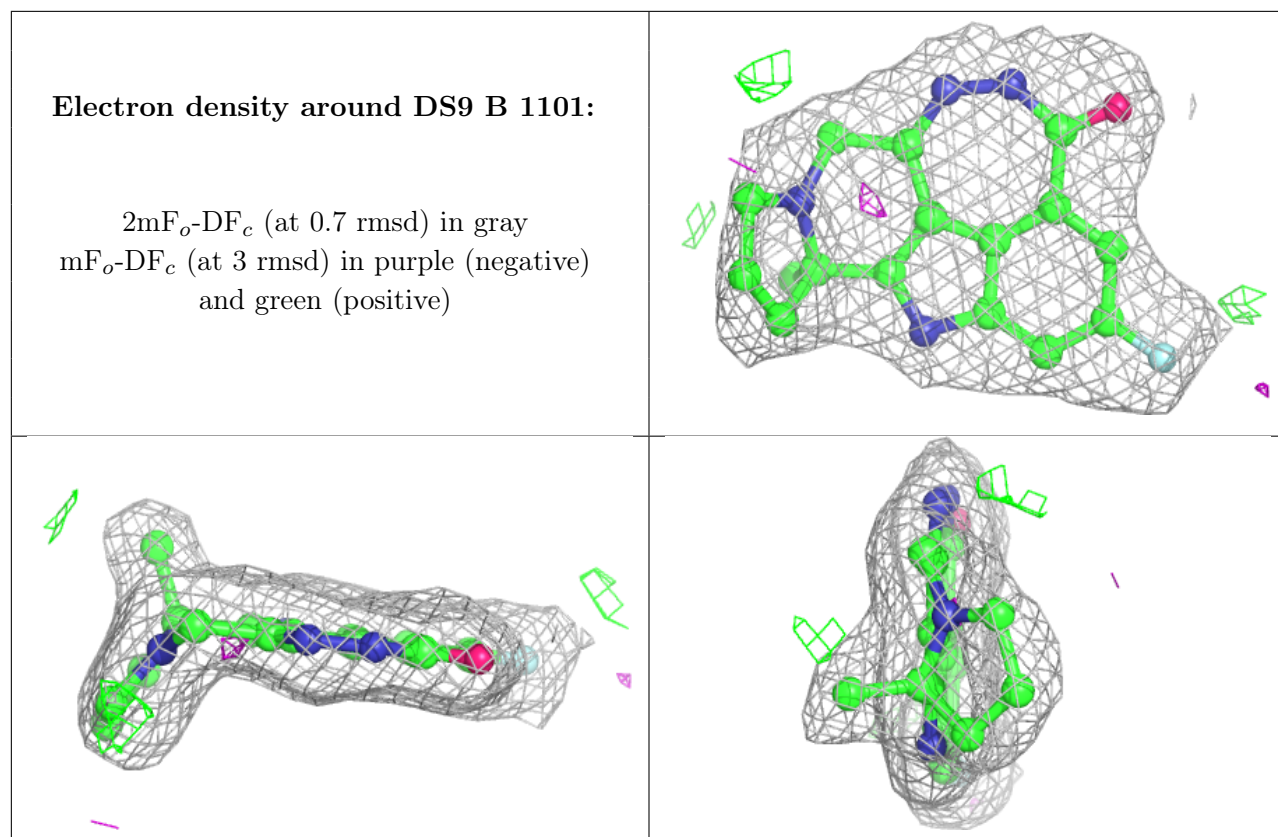 Electron density around DS9 B 1101:
2mFo-DFc (at 0.7 rmsd) in gray
mFo-DFc (at 3 rmsd) in purple (negative)
and green (positive)